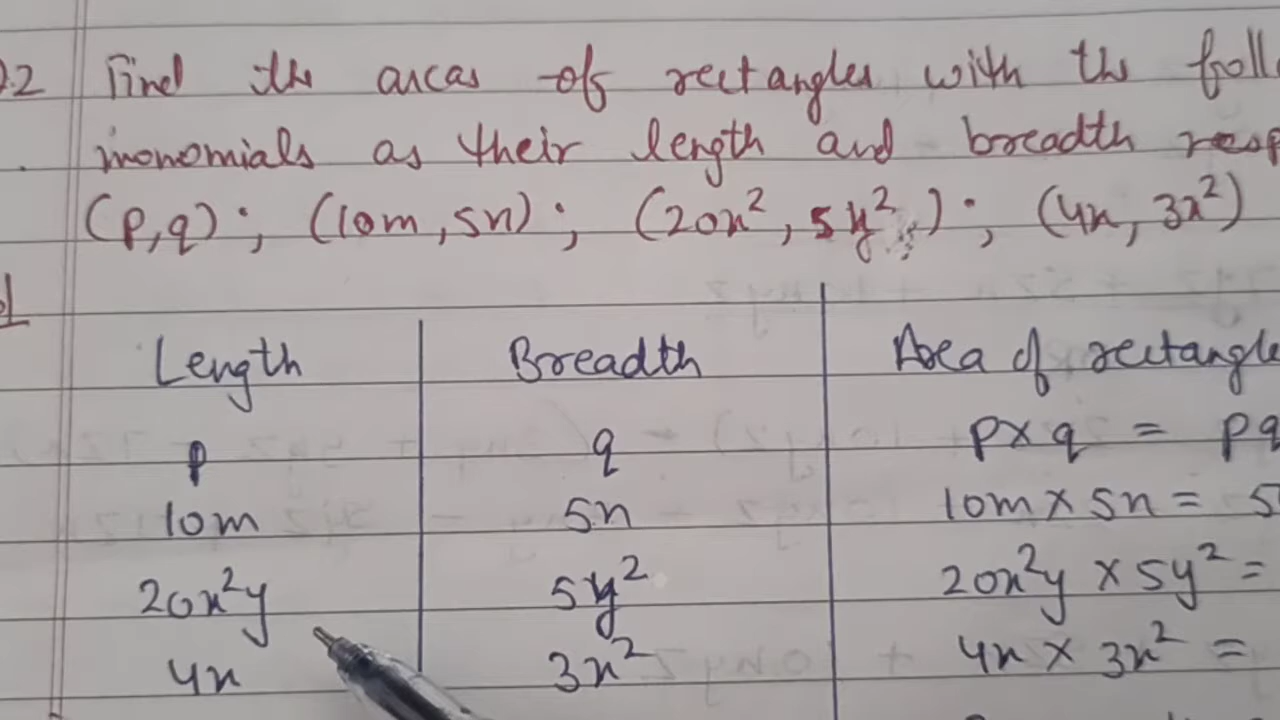 Q.2 Find the areas of rectangles with the foll
monomials as their length and breadth resp
(p,q); (10m, 5n); (20x², 5y²); (4x, 3x²)
Length Breadth Area of rectangle
p q p × q = pq
10m 5n 10m × 5n = 5
20x²y 5y² 20x²y × 5y² =
4x 3x² 4x × 3x² =